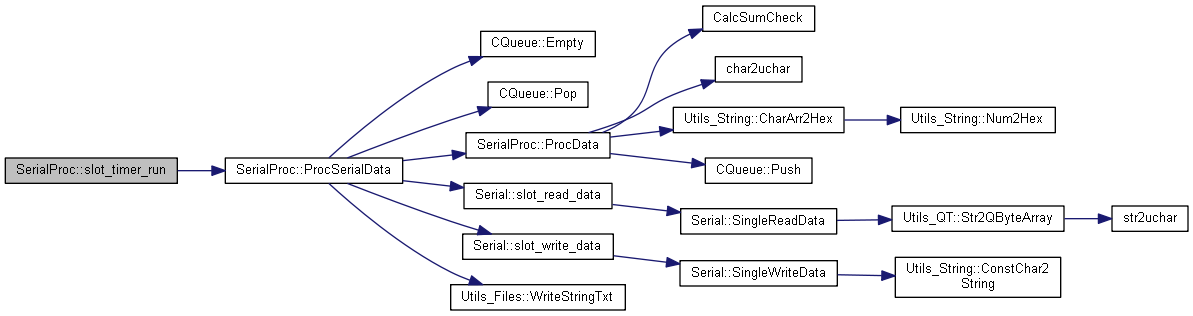 CalcSumCheck
CQueue::Empty
char2uchar
CQueue::Pop
Utils_String::CharArr2Hex
Utils_String::Num2Hex
SerialProc::ProcData
SerialProc::slot_timer_run
SerialProc::ProcSerialData
CQueue::Push
Serial::slot_read_data
Serial::SingleReadData
Utils_QT::Str2QByteArray
str2uchar
Serial::slot_write_data
Serial::SingleWriteData
Utils_String::ConstChar2
String
Utils_Files::WriteStringTxt